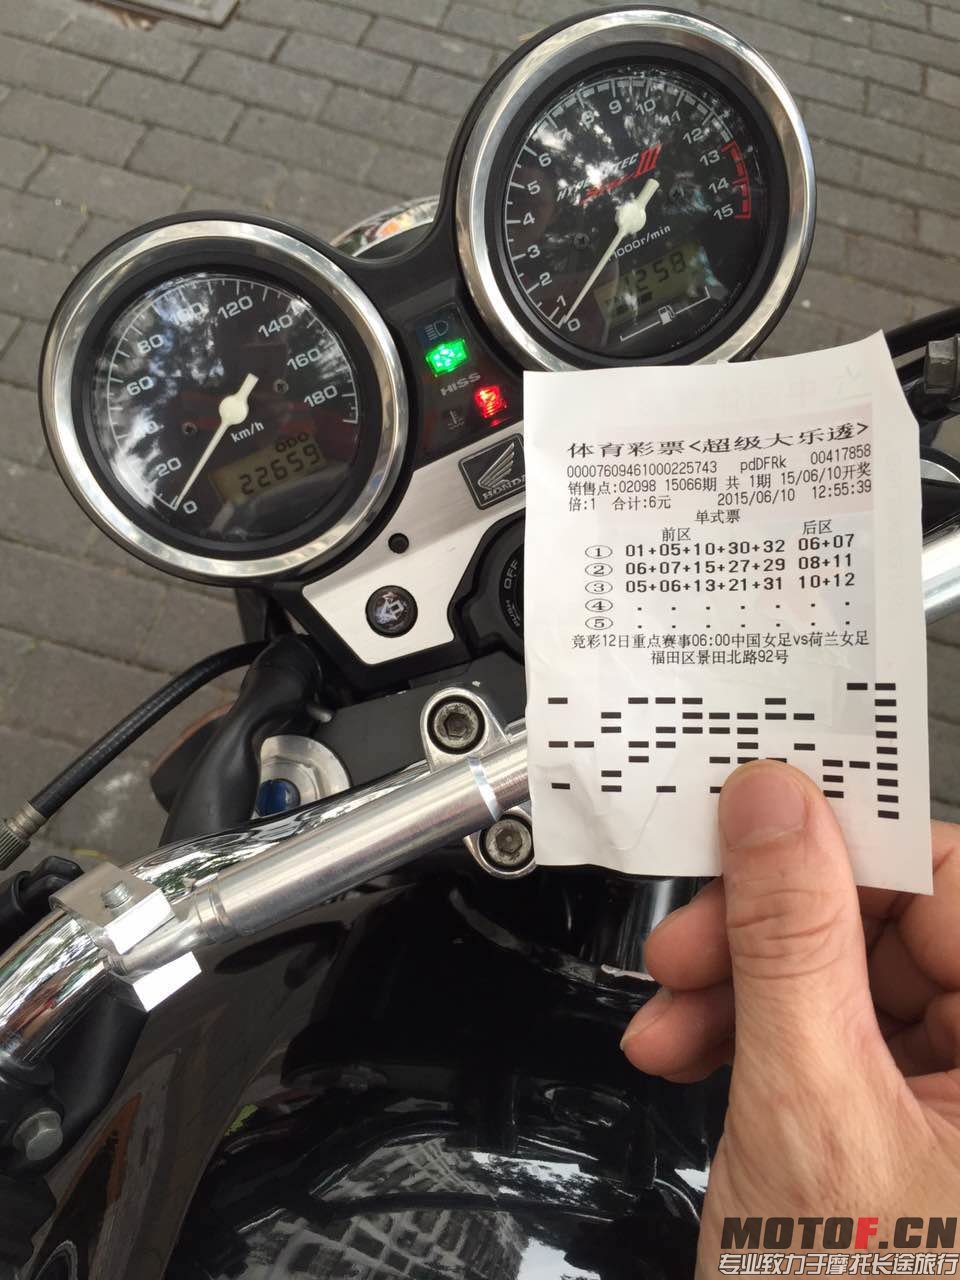 7 8 9 10 11 12 13 14 15
6 5 4 3 2 1 0
HYPER VTEC III
1000r/min
1258
0 20 40 60 80 100 120 140 160 180
km/h
ODO
22659
HISS
HONDA
OFF
PUSH
体育彩票<超级大乐透>
00007609461000225743 pdDFRk 00417858
销售点:02098 15066期 共 1期 15/06/10开奖
倍:1 合计:6元 2015/06/10 12:55:39
单式票
前区 后区
① 01+05+10+30+32 06+07
② 06+07+15+27+29 08+11
③ 05+06+13+21+31 10+12
④ . . . . . . .
⑤ . . . . . . .
竞彩12日重点赛事06:00中国女足vs荷兰女足
福田区景田北路92号
MOTOF.CN
专业致力于摩托长途旅行